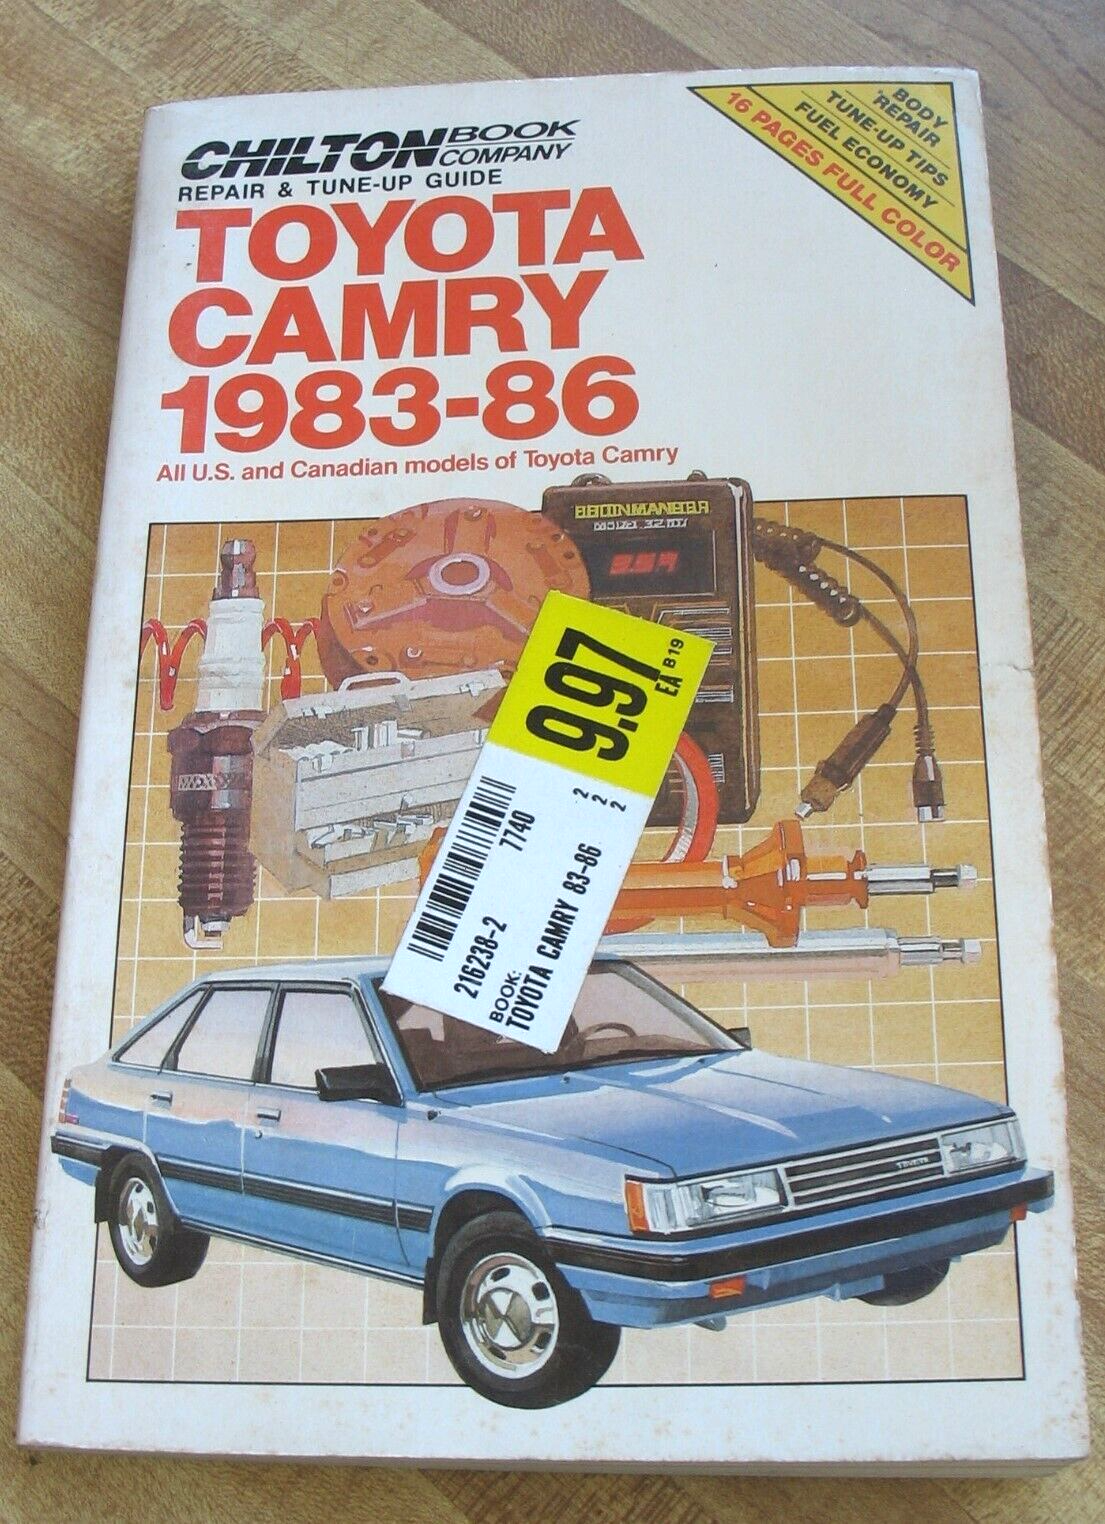 CHILTON BOOK COMPANY
REPAIR & TUNE-UP GUIDE
TOYOTA
CAMRY
1983-86
All U.S. and Canadian models of Toyota Camry
BODY
REPAIR
TUNE-UP TIPS
FUEL ECONOMY
16 PAGES FULL COLOR
9.97
EA B19
2
2
2
7740
216238-2
BOOK:
TOYOTA CAMRY 83-86
TOYOTA